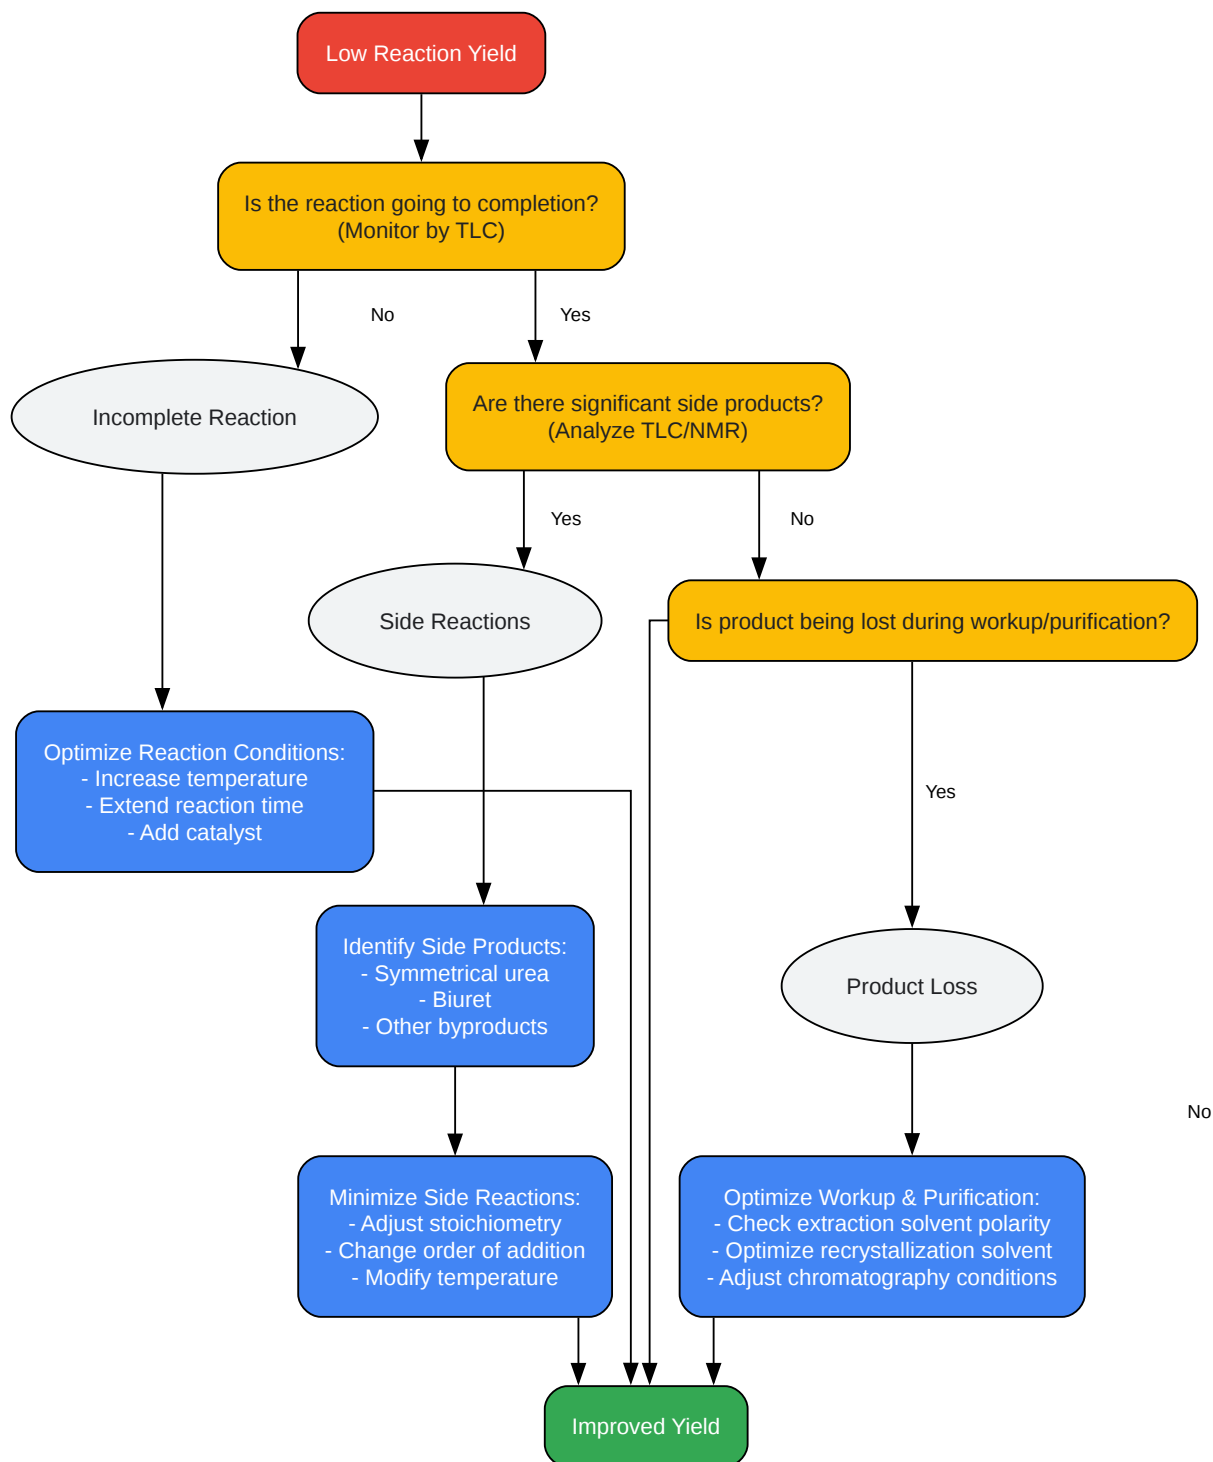 Low Reaction Yield
Is the reaction going to completion?
(Monitor by TLC)
No
Yes
Incomplete Reaction
Are there significant side products?
(Analyze TLC/NMR)
Yes
No
Side Reactions
Is product being lost during workup/purification?
Optimize Reaction Conditions:
- Increase temperature
- Extend reaction time
- Add catalyst
Yes
Identify Side Products:
- Symmetrical urea
- Biuret
- Other byproducts
Product Loss
No
Minimize Side Reactions:
- Adjust stoichiometry
- Change order of addition
- Modify temperature
Optimize Workup & Purification:
- Check extraction solvent polarity
- Optimize recrystallization solvent
- Adjust chromatography conditions
Improved Yield